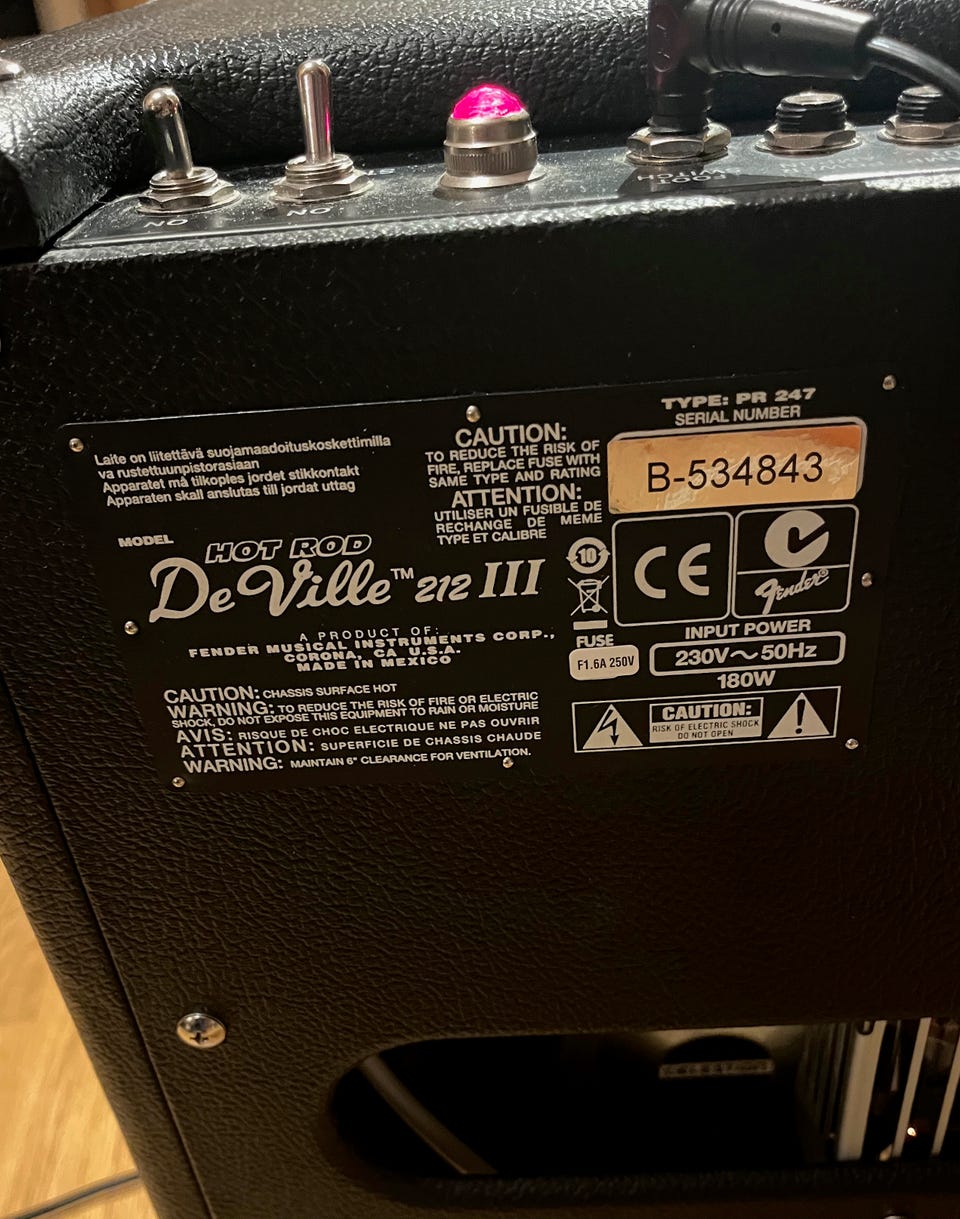 ON
ON
ST
FOOT
SWITCH
Laite on liitettävä suojamaadoituskoskettimilla
va rustettuunpistorasiaan
Apparatet må tilkoples jordet stikkontakt
Apparaten skall anslutas till jordat uttag
CAUTION:
TO REDUCE THE RISK OF
FIRE, REPLACE FUSE WITH
SAME TYPE AND RATING
ATTENTION:
UTILISER UN FUSIBLE DE
RECHANGE DE MEME
TYPE ET CALIBRE
TYPE: PR 247
SERIAL NUMBER
B-534843
MODEL
HOT ROD
DeVille™ 212 III
A PRODUCT OF:
FENDER MUSICAL INSTRUMENTS CORP.,
CORONA, CA U.S.A.
MADE IN MEXICO
10
CE
Fender®
FUSE
F1.6A 250V
INPUT POWER
230V～50Hz
180W
CAUTION: CHASSIS SURFACE HOT
WARNING: TO REDUCE THE RISK OF FIRE OR ELECTRIC
SHOCK, DO NOT EXPOSE THIS EQUIPMENT TO RAIN OR MOISTURE
AVIS: RISQUE DE CHOC ELECTRIQUE NE PAS OUVRIR
ATTENTION: SUPERFICIE DE CHASSIS CHAUDE
WARNING: MAINTAIN 6" CLEARANCE FOR VENTILATION.
CAUTION:
RISK OF ELECTRIC SHOCK
DO NOT OPEN
CELESTION